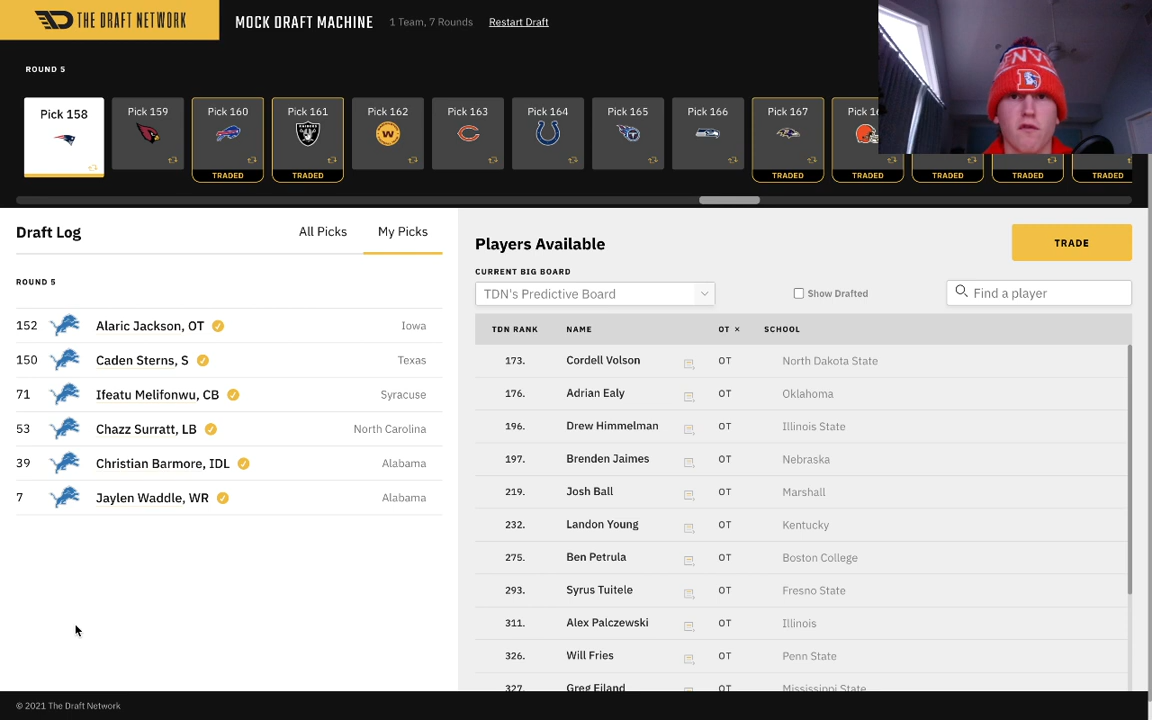 THE DRAFT NETWORK
MOCK DRAFT MACHINE 1 Team, 7 Rounds Restart Draft
ROUND 5
Pick 158 Pick 159 Pick 160 Pick 161 Pick 162 Pick 163 Pick 164 Pick 165 Pick 166 Pick 167
TRADED TRADED TRADED TRADED TRADED TRADED TRADED
Draft Log All Picks My Picks
ROUND 5
152 Alaric Jackson, OT Iowa
150 Caden Sterns, S Texas
71 Ifeatu Melifonwu, CB Syracuse
53 Chazz Surratt, LB North Carolina
39 Christian Barmore, IDL Alabama
7 Jaylen Waddle, WR Alabama
Players Available TRADE
CURRENT BIG BOARD
TDN's Predictive Board Show Drafted Find a player
TDN RANK NAME OT × SCHOOL
173. Cordell Volson OT North Dakota State
176. Adrian Ealy OT Oklahoma
196. Drew Himmelman OT Illinois State
197. Brenden Jaimes OT Nebraska
219. Josh Ball OT Marshall
232. Landon Young OT Kentucky
275. Ben Petrula OT Boston College
293. Syrus Tuitele OT Fresno State
311. Alex Palczewski OT Illinois
326. Will Fries OT Penn State
327. Greg Eiland OT Mississippi State
© 2021 The Draft Network